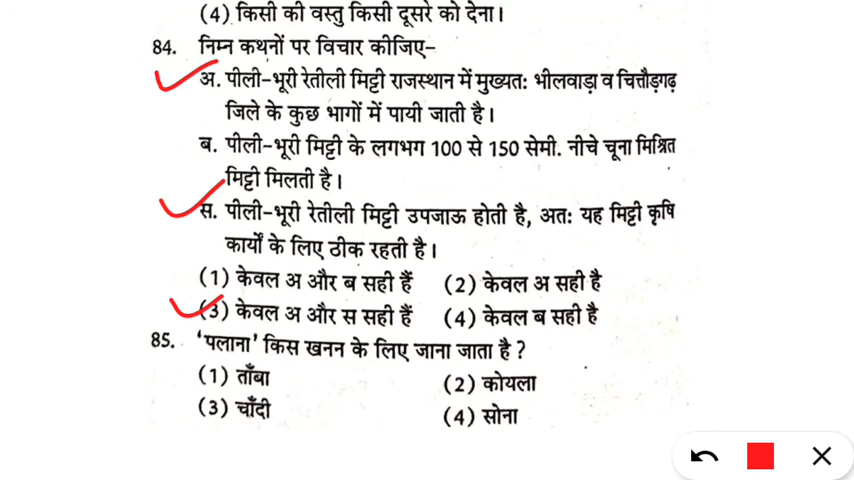 (4) किसी की वस्तु किसी दूसरे को देना।
84. निम्न कथनों पर विचार कीजिए–
अ. पीली-भूरी रेतीली मिट्टी राजस्थान में मुख्यत: भीलवाड़ा व चित्तौड़गढ़
जिले के कुछ भागों में पायी जाती है।
ब. पीली-भूरी मिट्टी के लगभग 100 से 150 सेमी. नीचे चूना मिश्रित
मिट्टी मिलती है।
स. पीली-भूरी रेतीली मिट्टी उपजाऊ होती है, अत: यह मिट्टी कृषि
कार्यों के लिए ठीक रहती है।
(1) केवल अ और ब सही हैं (2) केवल अ सही है
(3) केवल अ और स सही हैं (4) केवल ब सही है
85. 'पलाना' किस खनन के लिए जाना जाता है ?
(1) ताँबा (2) कोयला
(3) चाँदी (4) सोना